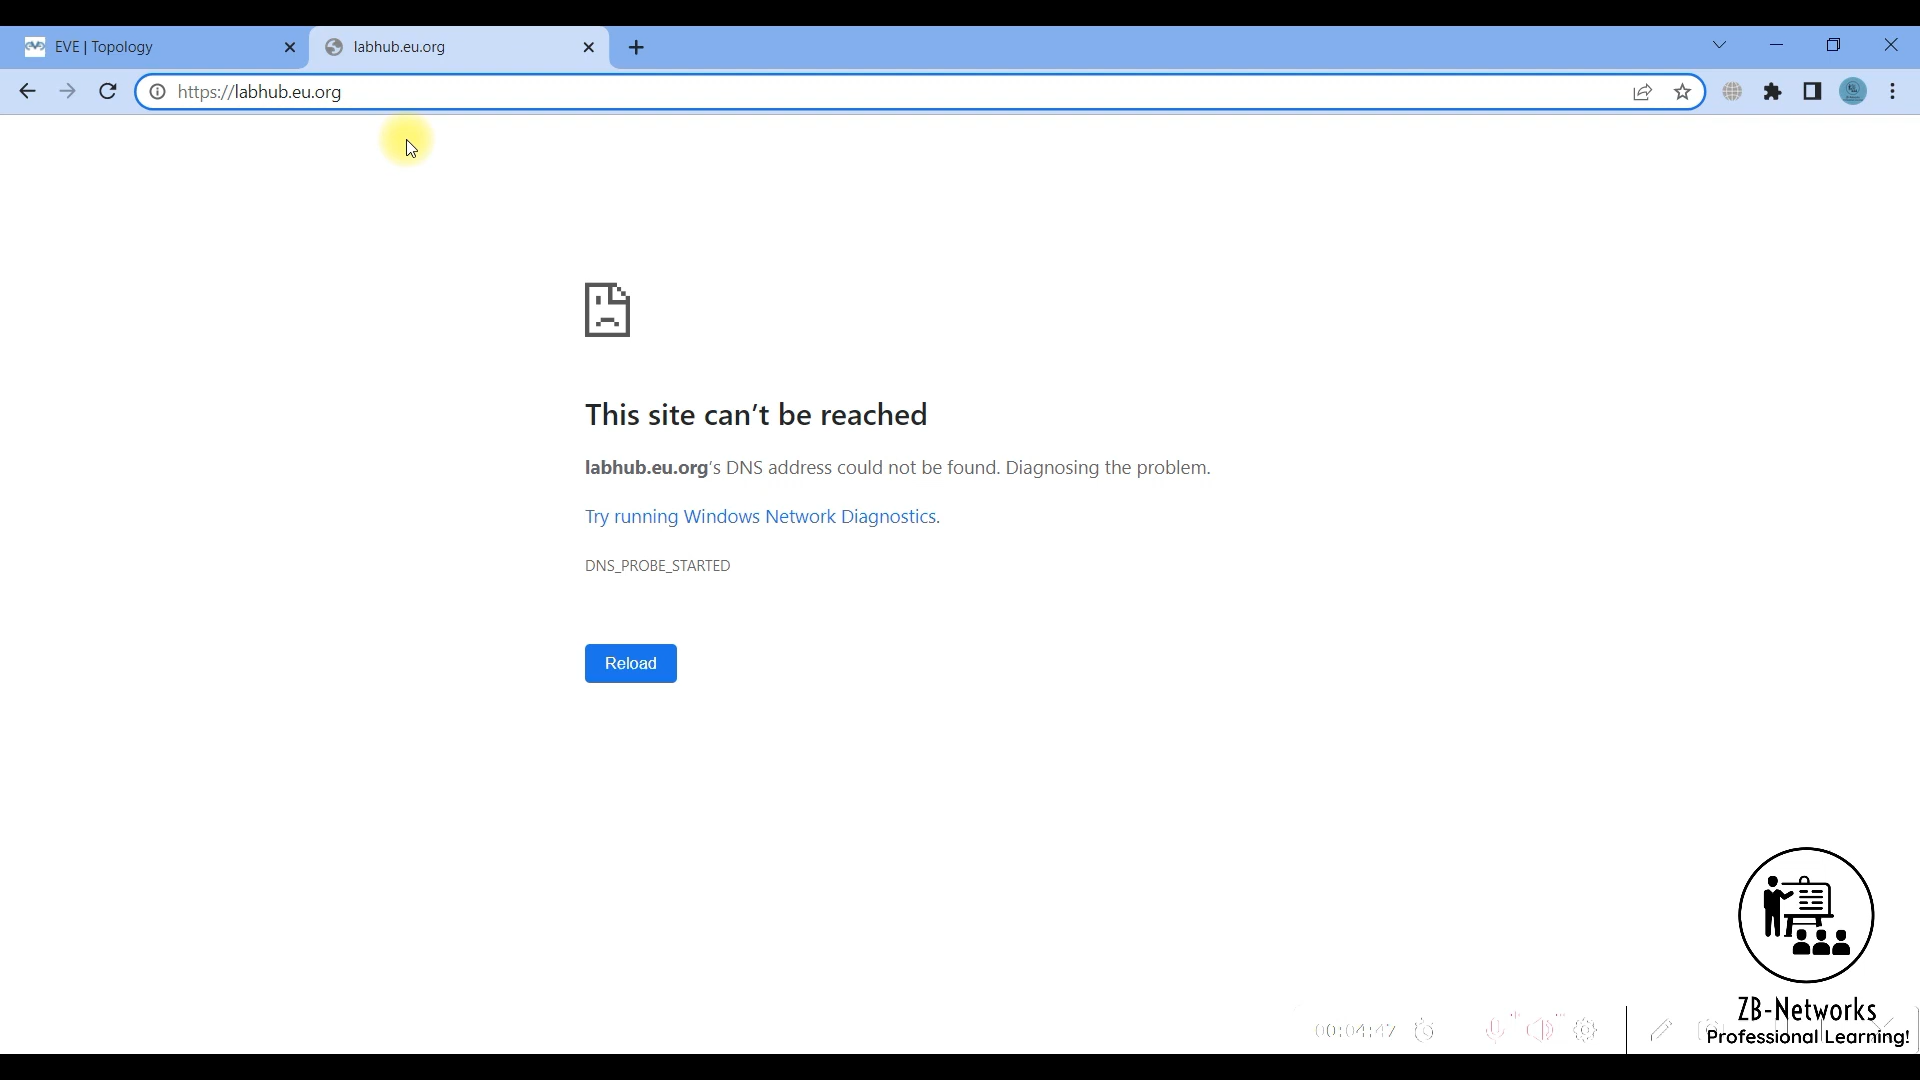 EVE | Topology
labhub.eu.org
https://labhub.eu.org
This site can’t be reached
labhub.eu.org's DNS address could not be found. Diagnosing the problem.
Try running Windows Network Diagnostics.
DNS_PROBE_STARTED
Reload
ZB-Networks
Professional Learning!
00:04:47